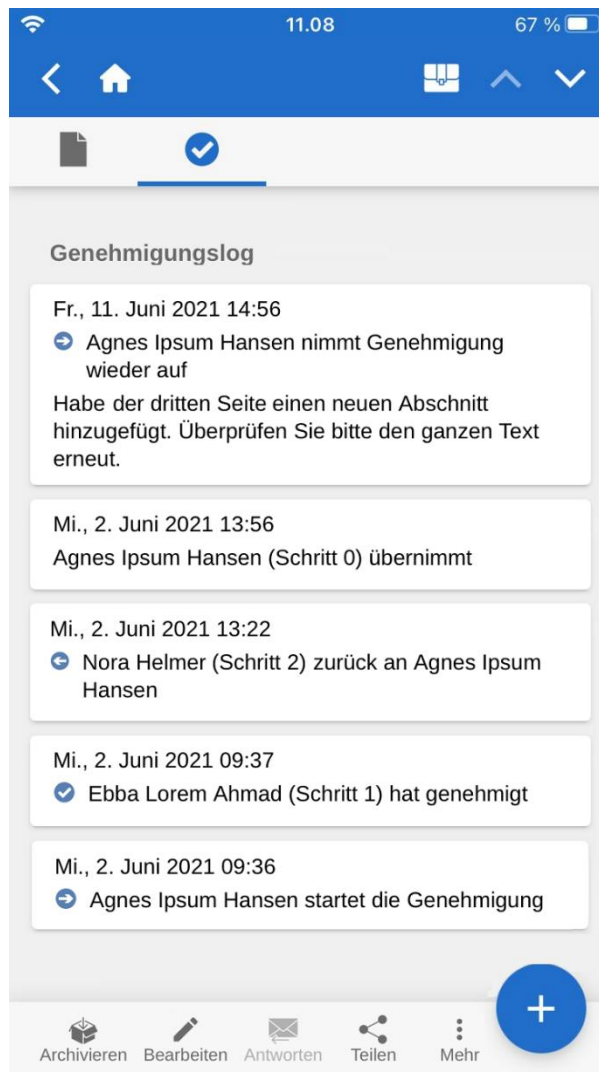 11.08
67 %
Genehmigungslog
Fr., 11. Juni 2021 14:56
Agnes Ipsum Hansen nimmt Genehmigung
wieder auf
Habe der dritten Seite einen neuen Abschnitt
hinzugefügt. Überprüfen Sie bitte den ganzen Text
erneut.
Mi., 2. Juni 2021 13:56
Agnes Ipsum Hansen (Schritt 0) übernimmt
Mi., 2. Juni 2021 13:22
Nora Helmer (Schritt 2) zurück an Agnes Ipsum
Hansen
Mi., 2. Juni 2021 09:37
Ebba Lorem Ahmad (Schritt 1) hat genehmigt
Mi., 2. Juni 2021 09:36
Agnes Ipsum Hansen startet die Genehmigung
Archivieren Bearbeiten Antworten Teilen Mehr